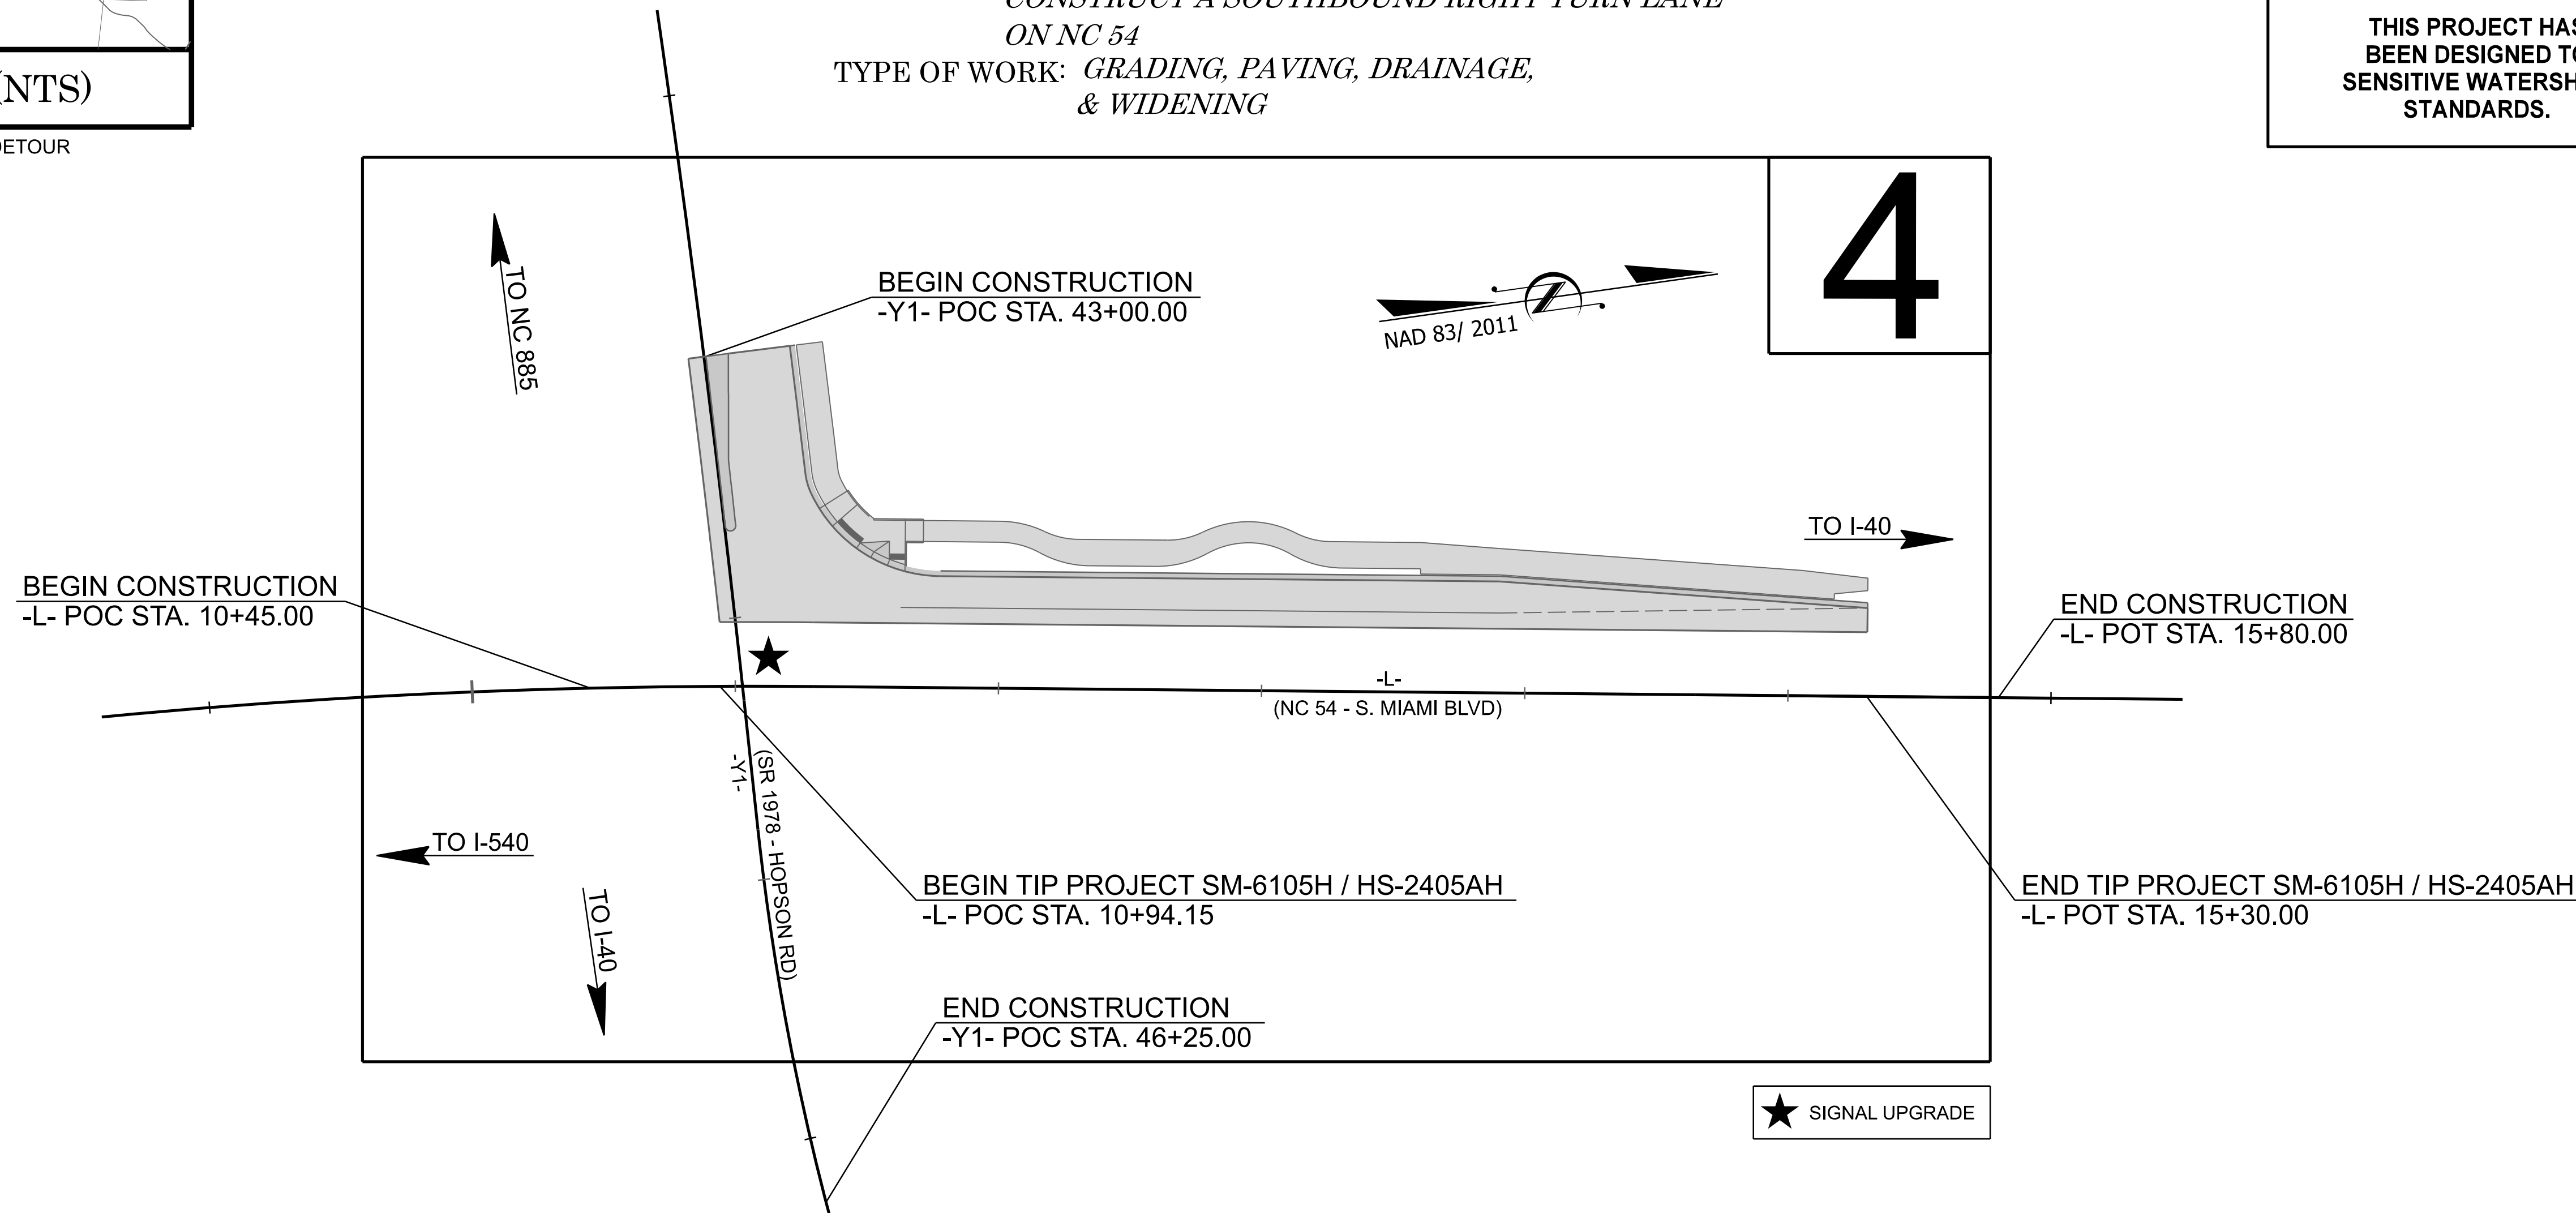 CONSTRUCT A SOUTHBOUND RIGHT TURN LANE
ON NC 54
TYPE OF WORK: GRADING, PAVING, DRAINAGE,
& WIDENING
(NTS)
DETOUR
THIS PROJECT HAS
BEEN DESIGNED TO
SENSITIVE WATERSH
STANDARDS.
4
TO NC 885
BEGIN CONSTRUCTION
-Y1- POC STA. 43+00.00
NAD 83/ 2011
TO I-40
BEGIN CONSTRUCTION
-L- POC STA. 10+45.00
END CONSTRUCTION
-L- POT STA. 15+80.00
-L-
(NC 54 - S. MIAMI BLVD)
-Y1-
(SR 1978 - HOPSON RD)
TO I-540
TO I-40
BEGIN TIP PROJECT SM-6105H / HS-2405AH
-L- POC STA. 10+94.15
END TIP PROJECT SM-6105H / HS-2405AH
-L- POT STA. 15+30.00
END CONSTRUCTION
-Y1- POC STA. 46+25.00
SIGNAL UPGRADE